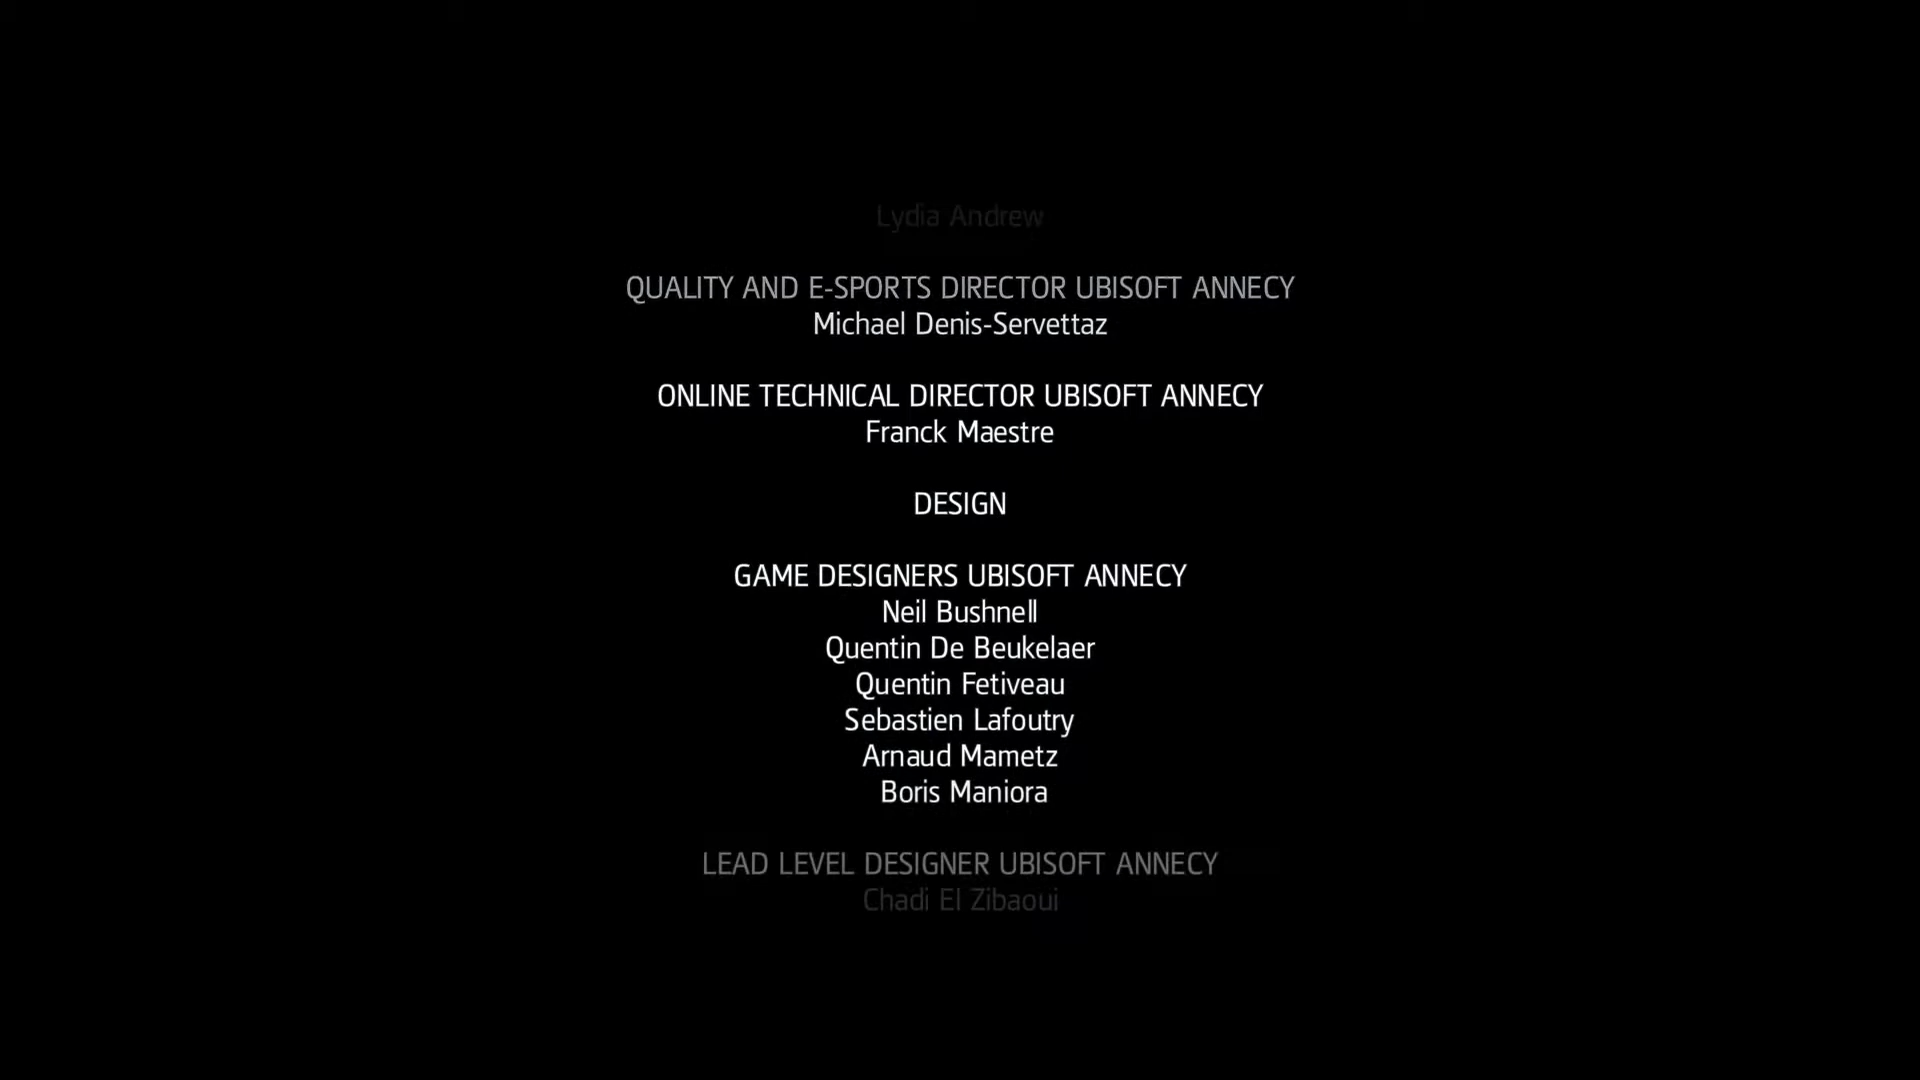 Lydia Andrew
QUALITY AND E-SPORTS DIRECTOR UBISOFT ANNECY
Michael Denis-Servettaz
ONLINE TECHNICAL DIRECTOR UBISOFT ANNECY
Franck Maestre
DESIGN
GAME DESIGNERS UBISOFT ANNECY
Neil Bushnell
Quentin De Beukelaer
Quentin Fetiveau
Sebastien Lafoutry
Arnaud Mametz
Boris Maniora
LEAD LEVEL DESIGNER UBISOFT ANNECY
Chadi El Zibaoui